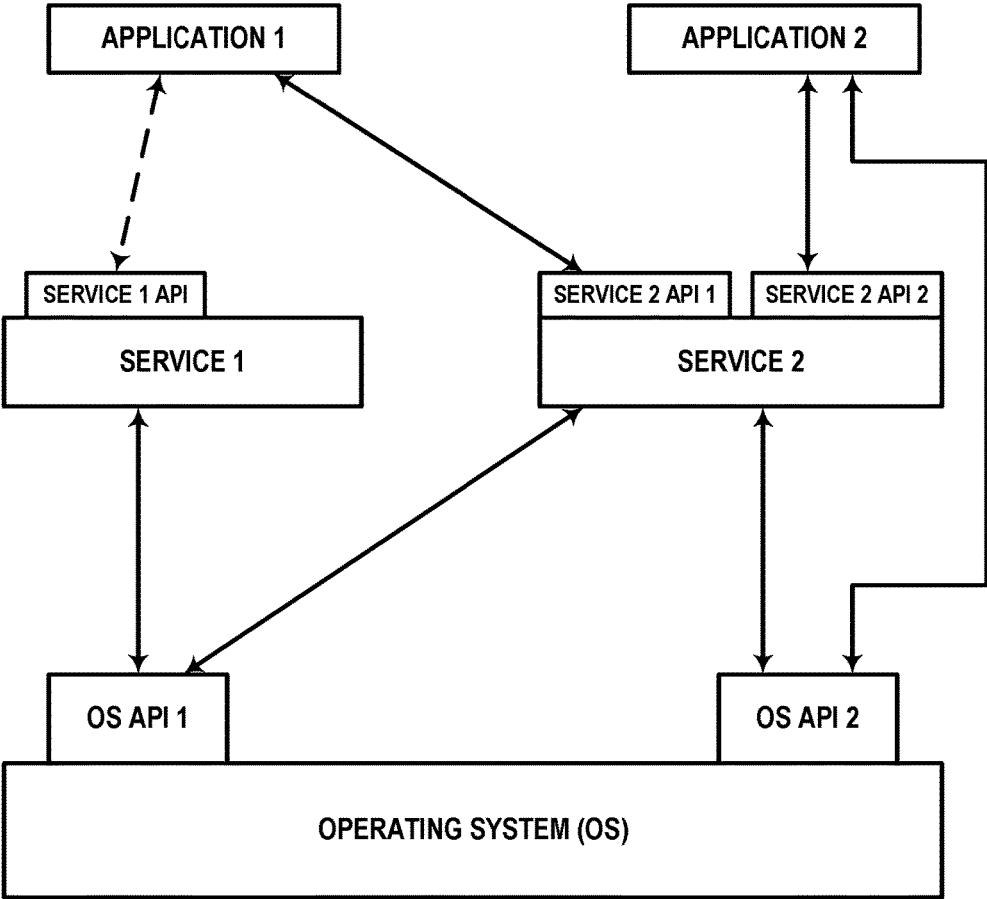 APPLICATION 1
APPLICATION 2
SERVICE 1 API
SERVICE 2 API 1
SERVICE 2 API 2
SERVICE 1
SERVICE 2
OS API 1
OS API 2
OPERATING SYSTEM (OS)